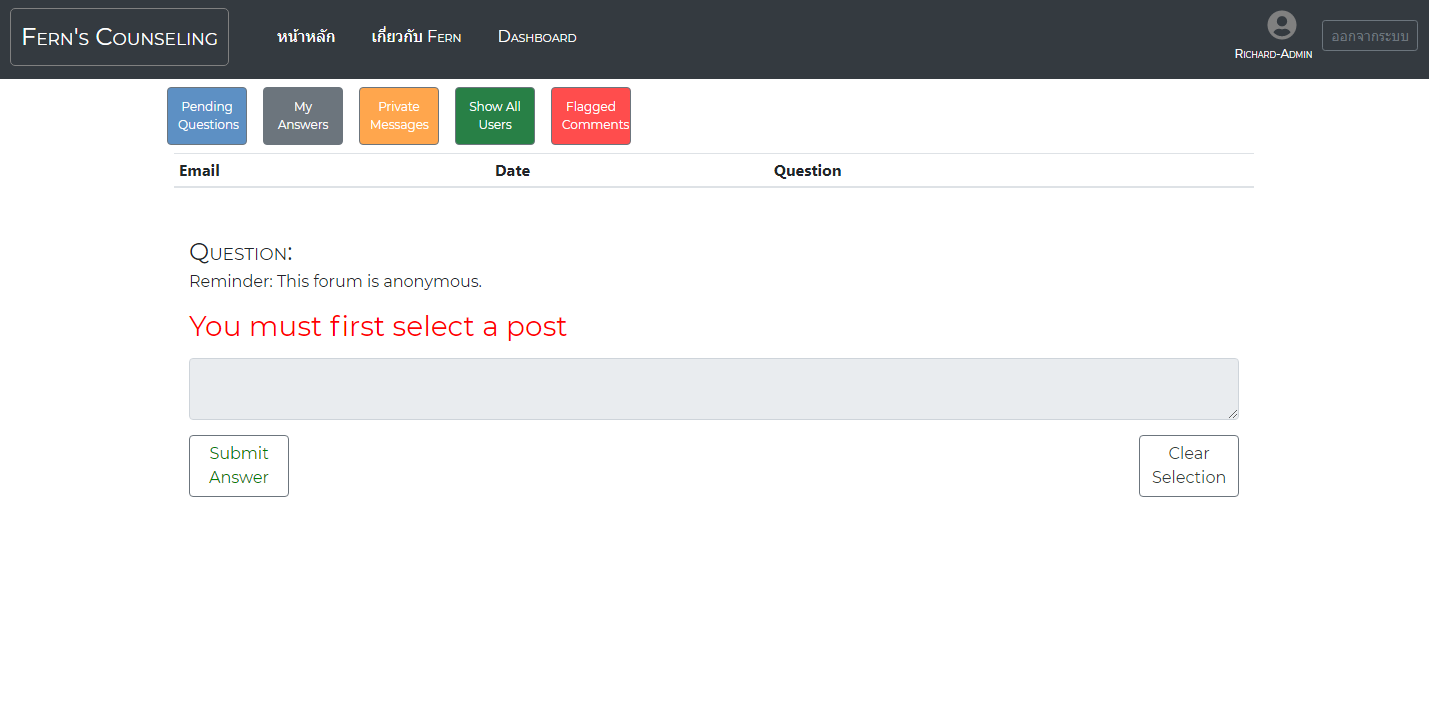 Fern's Counseling
หน้าหลัก
เกี่ยวกับ Fern
Dashboard
Richard-Admin
ออกจากระบบ
Pending
Questions
My
Answers
Private
Messages
Show All
Users
Flagged
Comments
Email Date Question
Question:
Reminder: This forum is anonymous.
You must first select a post
Submit
Answer
Clear
Selection